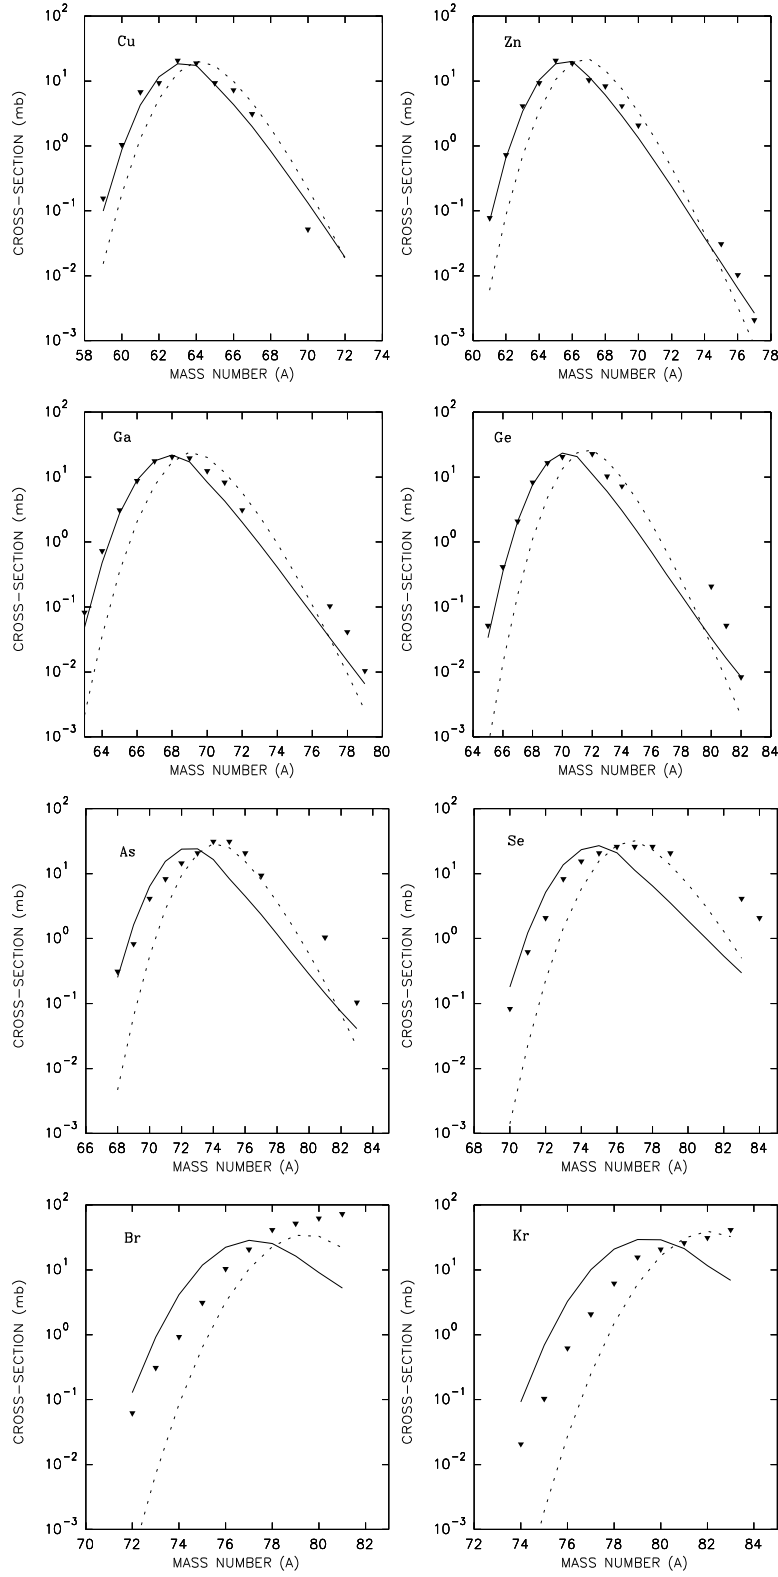 Cu
CROSS-SECTION (mb)
10² 10¹ 10⁰ 10⁻¹ 10⁻² 10⁻³
58 60 62 64 66 68 70 72 74
MASS NUMBER (A)
Zn
CROSS-SECTION (mb)
10² 10¹ 10⁰ 10⁻¹ 10⁻² 10⁻³
60 62 64 66 68 70 72 74 76 78
MASS NUMBER (A)
Ga
CROSS-SECTION (mb)
10² 10¹ 10⁰ 10⁻¹ 10⁻² 10⁻³
64 66 68 70 72 74 76 78 80
MASS NUMBER (A)
Ge
CROSS-SECTION (mb)
10² 10¹ 10⁰ 10⁻¹ 10⁻² 10⁻³
64 66 68 70 72 74 76 78 80 82 84
MASS NUMBER (A)
As
CROSS-SECTION (mb)
10² 10¹ 10⁰ 10⁻¹ 10⁻² 10⁻³
66 68 70 72 74 76 78 80 82 84
MASS NUMBER (A)
Se
CROSS-SECTION (mb)
10² 10¹ 10⁰ 10⁻¹ 10⁻² 10⁻³
68 70 72 74 76 78 80 82 84
MASS NUMBER (A)
Br
CROSS-SECTION (mb)
10² 10¹ 10⁰ 10⁻¹ 10⁻² 10⁻³
70 72 74 76 78 80 82
MASS NUMBER (A)
Kr
CROSS-SECTION (mb)
10² 10¹ 10⁰ 10⁻¹ 10⁻² 10⁻³
72 74 76 78 80 82 84
MASS NUMBER (A)